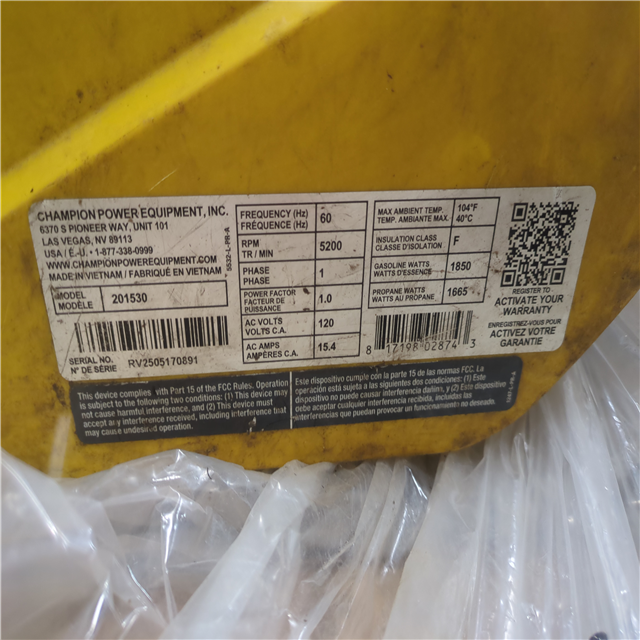 CHAMPION POWER EQUIPMENT, INC.
6370 S PIONEER WAY, UNIT 101
LAS VEGAS, NV 89113
USA / É.-U. • 1-877-338-0999
WWW.CHAMPIONPOWEREQUIPMENT.COM
MADE IN VIETNAM / FABRIQUÉ EN VIETNAM
5532-L-PR-A
MODEL
MODÈLE
201530
SERIAL NO.
N° DE SÉRIE
RV2505170891
FREQUENCY (Hz)
FRÉQUENCE (Hz)
60
RPM
TR / MIN
5200
PHASE
PHASE
1
POWER FACTOR
FACTEUR DE
PUISSANCE
1.0
AC VOLTS
VOLTS C.A.
120
AC AMPS
AMPÈRES C.A.
15.4
MAX AMBIENT TEMP.
TEMP. AMBIANTE MAX.
104°F
40°C
INSULATION CLASS
CLASSE D'ISOLATION
F
GASOLINE WATTS
WATTS D'ESSENCE
1850
PROPANE WATTS
WATTS AU PROPANE
1665
8 17198 02874 3
REGISTER TO
ACTIVATE YOUR
WARRANTY
ENREGISTREZ-VOUS POUR
ACTIVEZ VOTRE
GARANTIE
This device complies with Part 15 of the FCC Rules. Operation
is subject to the following two conditions: (1) This device may
not cause harmful interference, and (2) This device must
accept any interference received, including interference that
may cause undesired operation.
Este dispositivo cumple con la parte 15 de las normas FCC. La
operación está sujeta a las siguientes dos condiciones: (1) Este
dispositivo no puede causar interferencia dañina, y (2) Este dispositivo
debe aceptar cualquier interferencia recibida, incluidas las
interferencias que puedan provocar un funcionamiento no deseado.